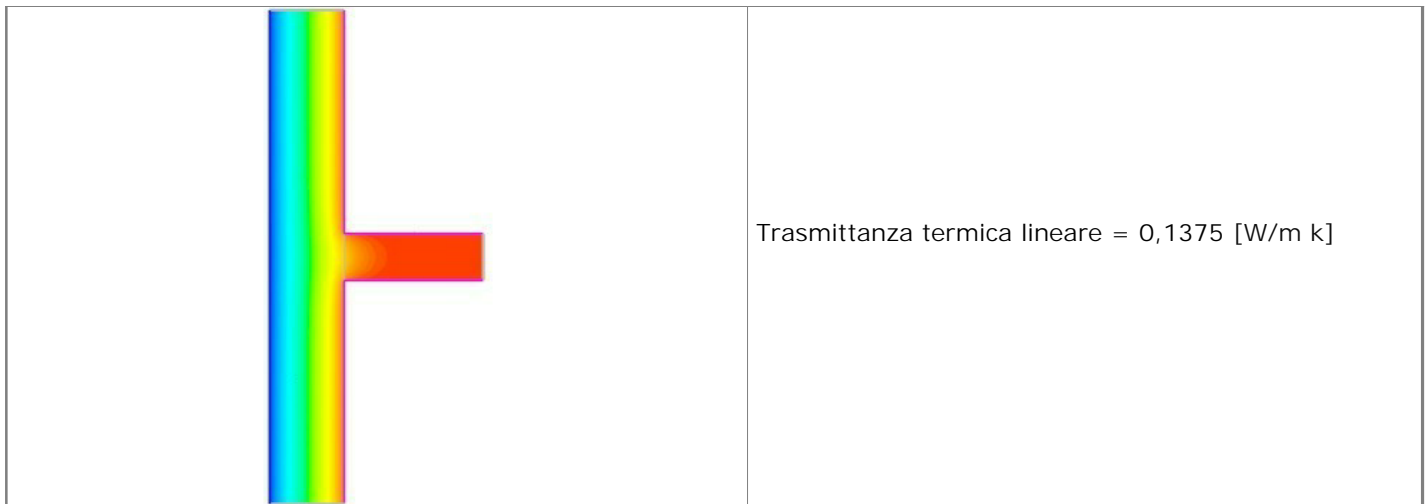 Trasmittanza termica lineare = 0,1375 [W/m k]